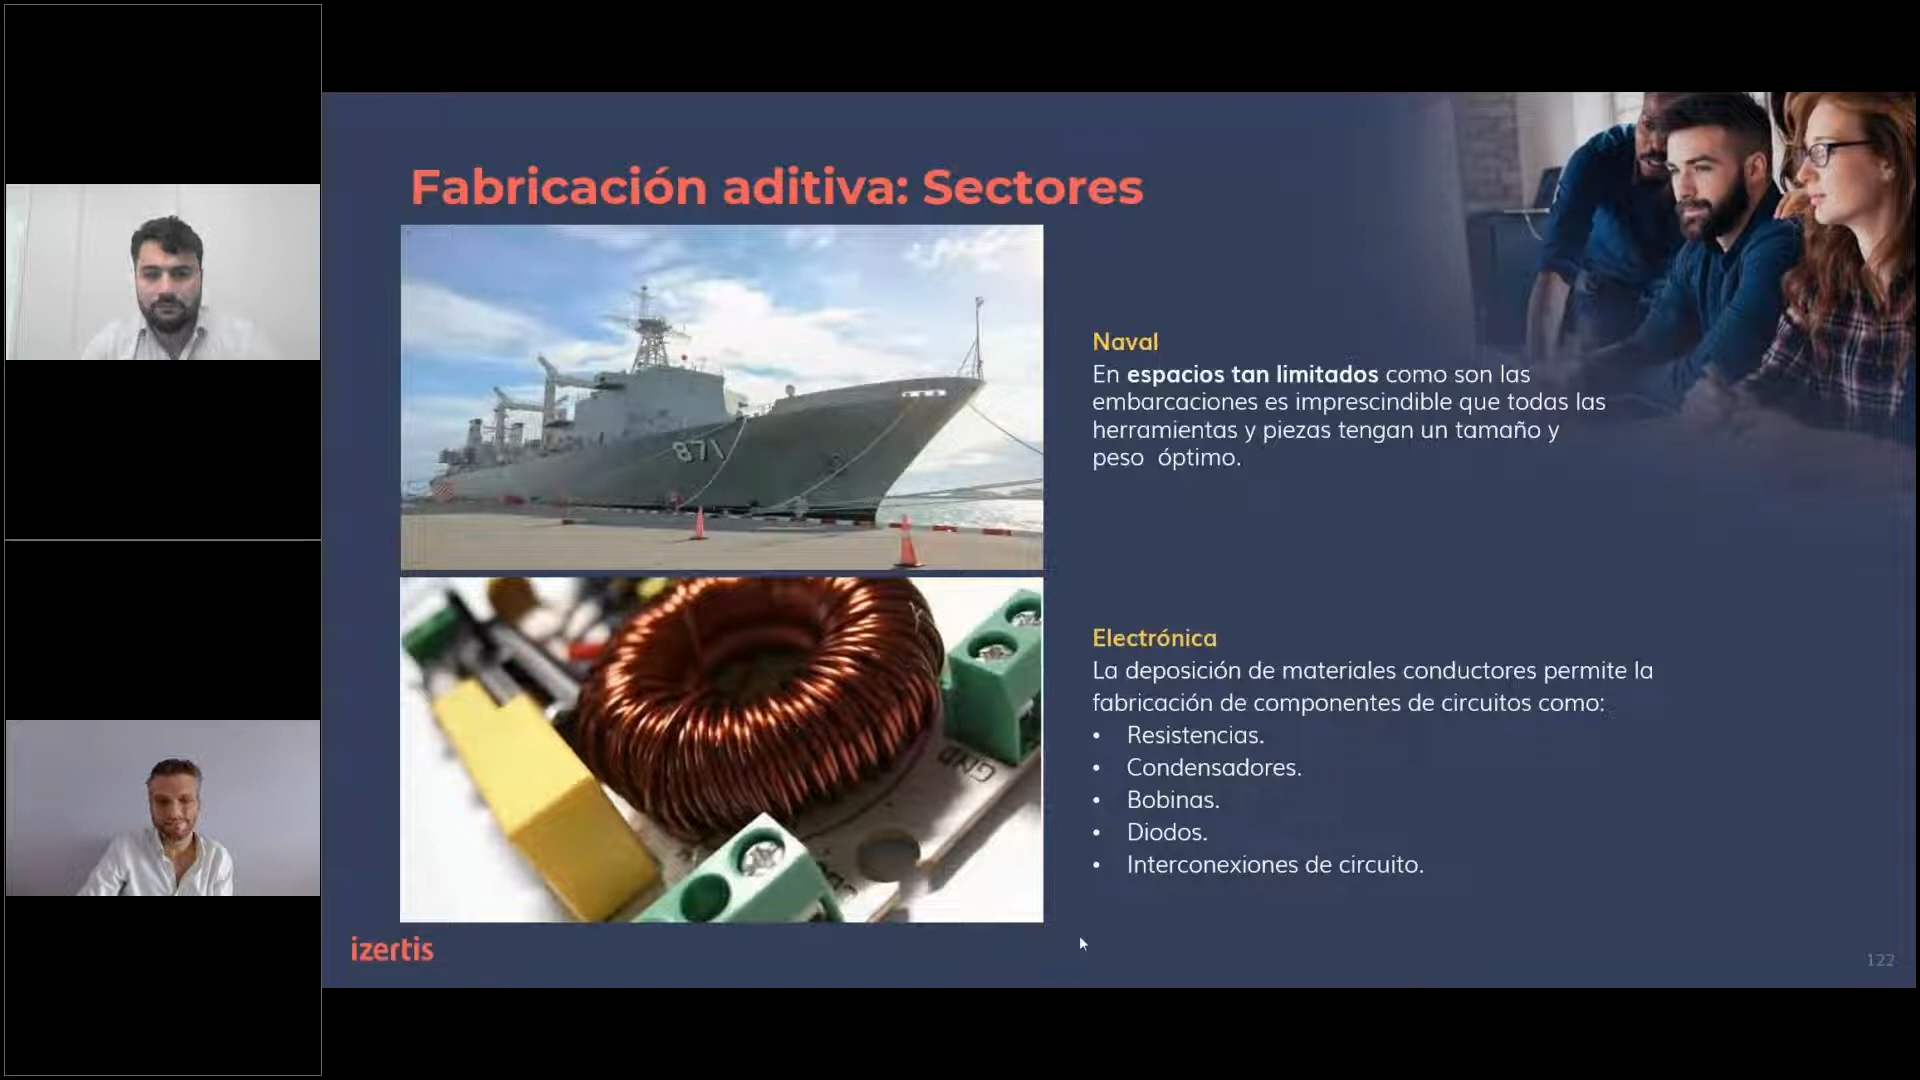 Fabricación aditiva: Sectores
871
Naval
En espacios tan limitados como son las
embarcaciones es imprescindible que todas las
herramientas y piezas tengan un tamaño y
peso  óptimo.
GND
Electrónica
La deposición de materiales conductores permite la
fabricación de componentes de circuitos como:
• Resistencias.
• Condensadores.
• Bobinas.
• Diodos.
• Interconexiones de circuito.
izertis
122